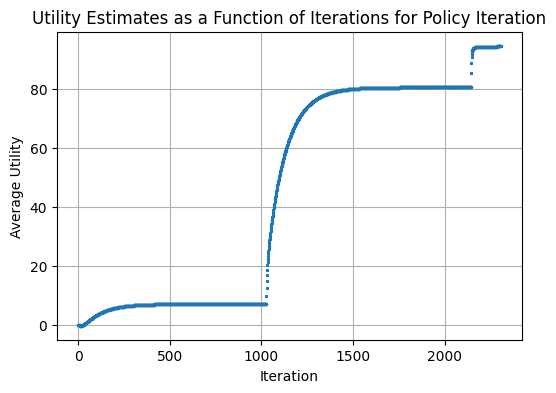 Utility Estimates as a Function of Iterations for Policy Iteration
Average Utility
80
60
40
20
0
0 500 1000 1500 2000
Iteration